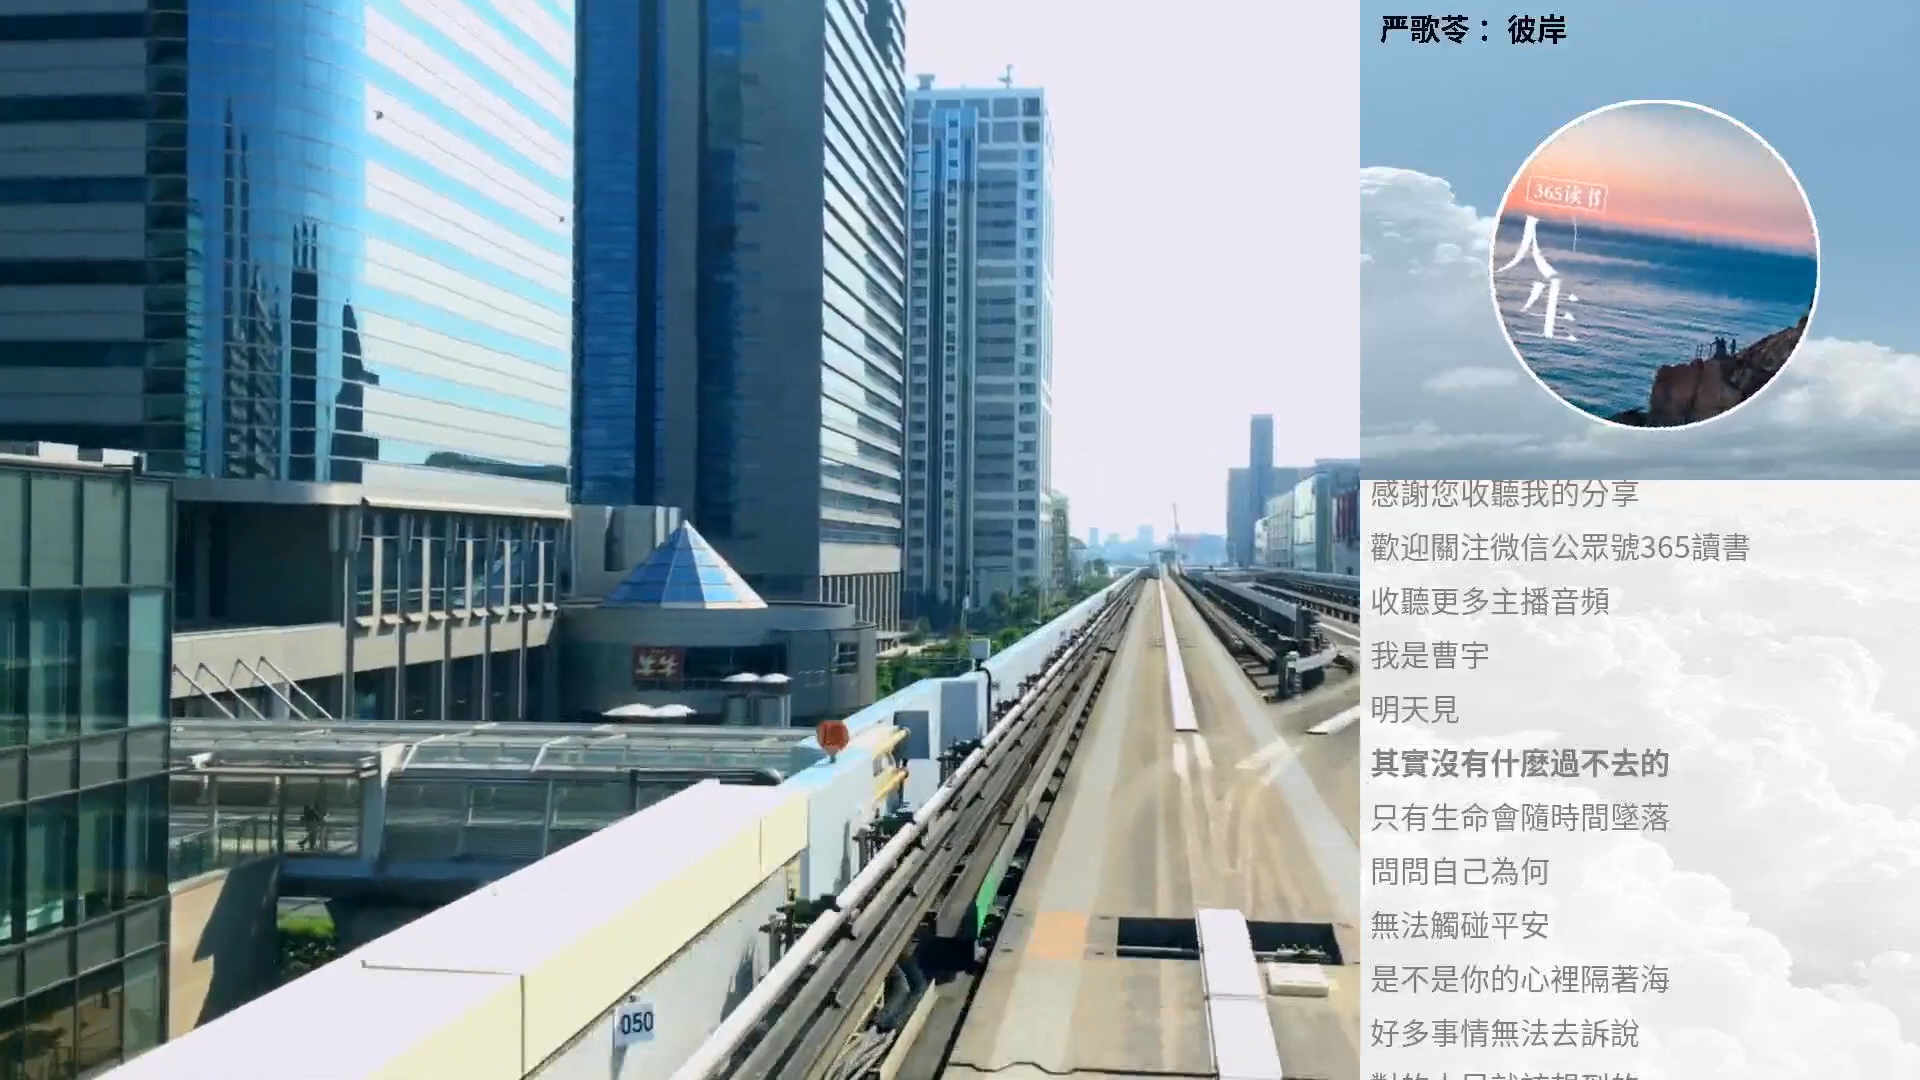 严歌苓： 彼岸
365读书
人生
感謝您收聽我的分享
歡迎關注微信公眾號365讀書
收聽更多主播音頻
我是曹宇
明天見
其實沒有什麼過不去的
只有生命會隨時間墜落
問問自己為何
無法觸碰平安
是不是你的心裡隔著海
好多事情無法去訴說
050